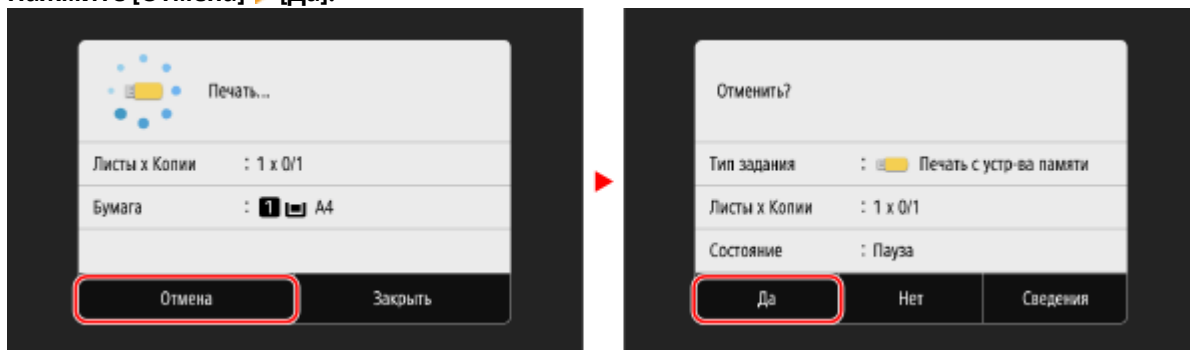 Печать...
Листы x Копии : 1 x 0/1
Бумага : 1 A4
Отмена Закрыть
Отменить?
Тип задания : Печать с устр-ва памяти
Листы x Копии : 1 x 0/1
Состояние : Пауза
Да Нет Сведения